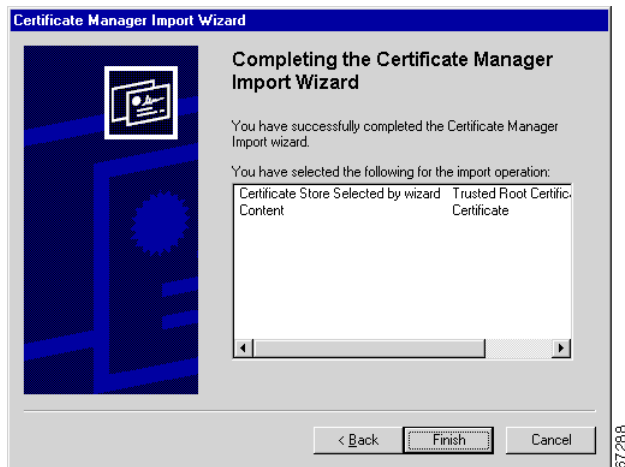 Certificate Manager Import Wizard
Completing the Certificate Manager
Import Wizard
You have successfully completed the Certificate Manager
Import wizard.
You have selected the following for the import operation:
Certificate Store Selected by wizard Trusted Root Certific
Content Certificate
< Back Finish Cancel
67288